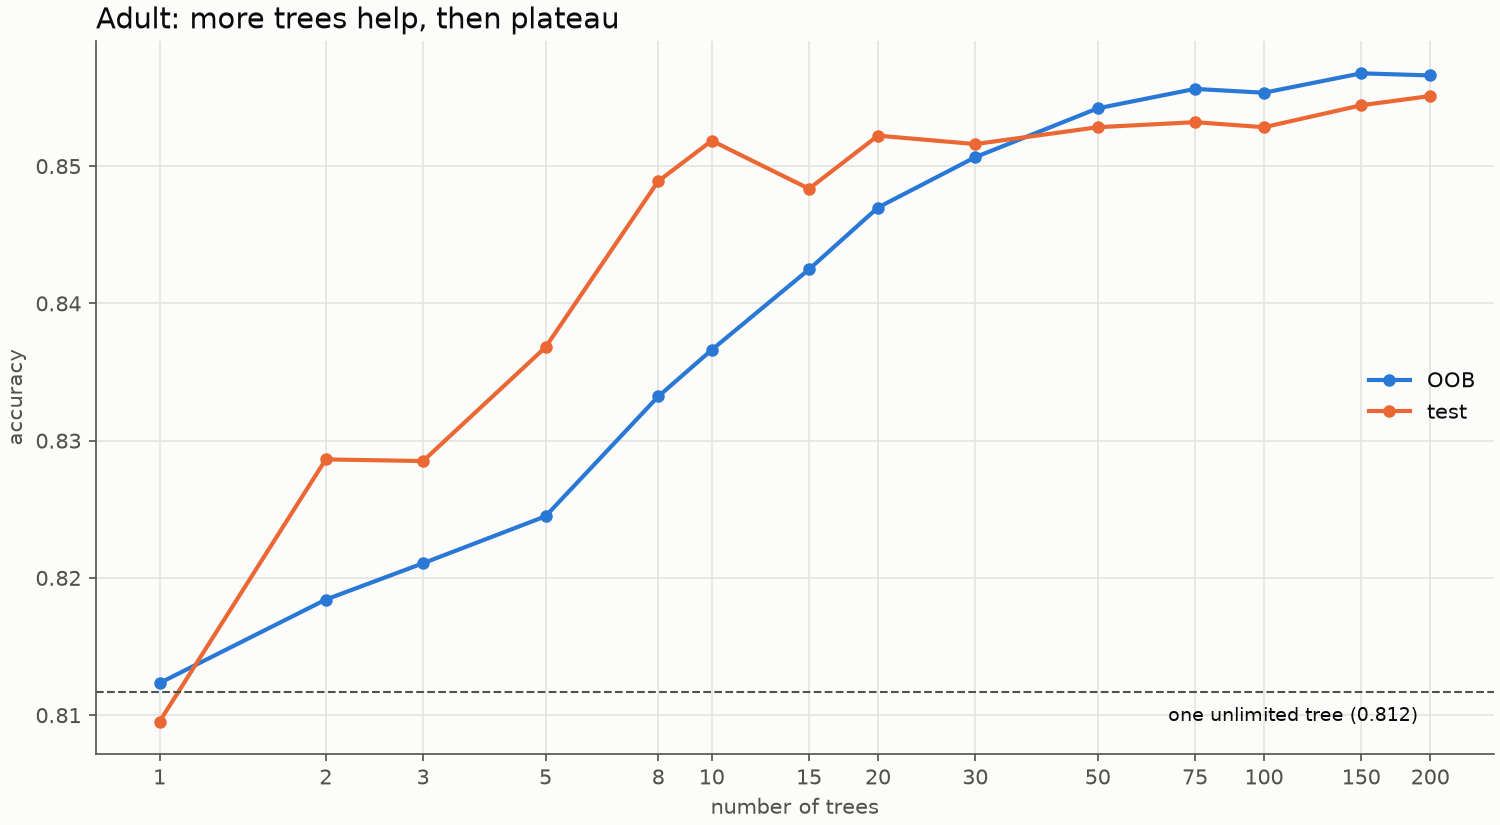 Adult: more trees help, then plateau
accuracy
0.85
0.84
0.83
0.82
0.81
OOB
test
one unlimited tree (0.812)
1 2 3 5 8 10 15 20 30 50 75 100 150 200
number of trees